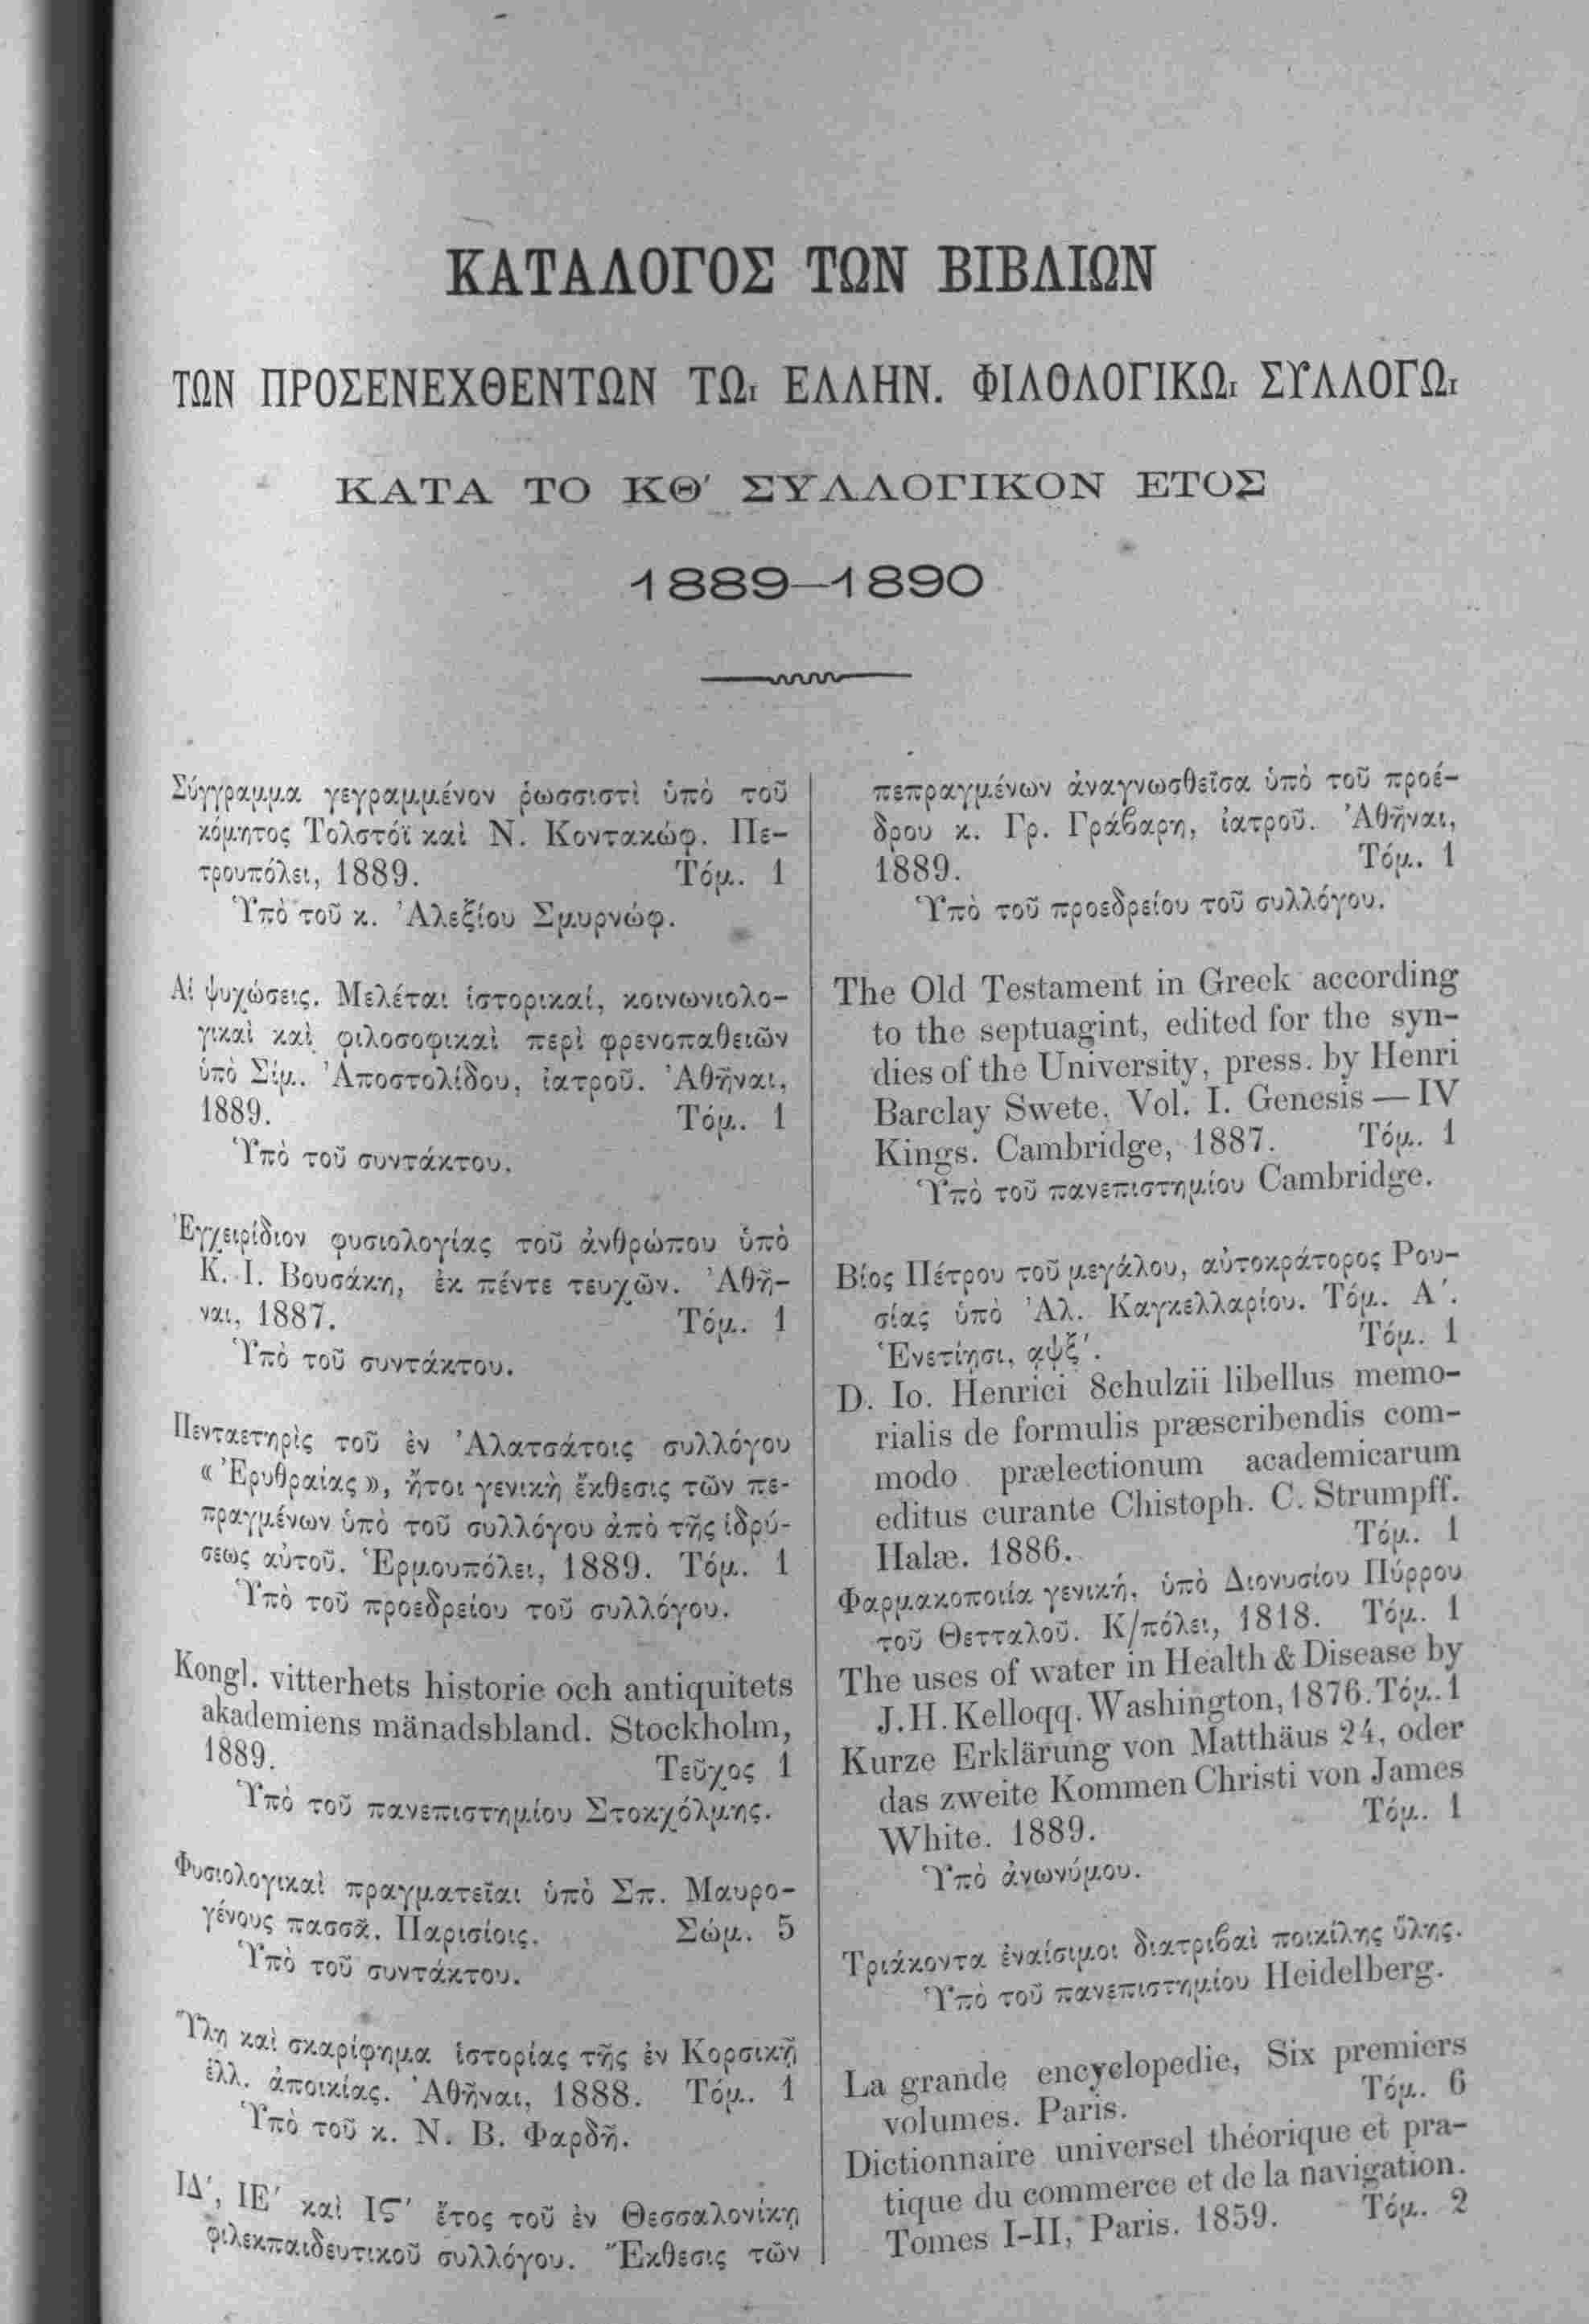 ΚΑΤΑΛΟΓΟΣ ΤΩΝ ΒΙΒΛΙΩΝ
ΤΩΝ ΠΡΟΣΕΝΕΧΘΕΝΤΩΝ ΤΩι ΕΛΛΗΝ. ΦΙΛΟΛΟΓΙΚΩι ΣΥΛΛΟΓΩι
ΚΑΤΑ ΤΟ ΚΘ′ ΣΥΛΛΟΓΙΚΟΝ ΕΤΟΣ
1889–1890
Σύγγραμμα γεγραμμένον ῥωσσιστὶ ὑπὸ τοῦ
κόμητος Τολστόϊ καὶ Ν. Κοντακώφ. Πε-
τρουπόλει, 1889. Τόμ. 1
Ὑπὸ τοῦ κ. Ἀλεξίου Σμυρνώφ.
Αἱ ψυχώσεις. Μελέται ἱστορικαί, κοινωνιολο-
γικαὶ καὶ φιλοσοφικαὶ περὶ φρενοπαθειῶν
ὑπὸ Σίμ. Ἀποστολίδου, ἰατροῦ. Ἀθῆναι,
1889. Τόμ. 1
Ὑπὸ τοῦ συντάκτου.
Ἐγχειρίδιον φυσιολογίας τοῦ ἀνθρώπου ὑπὸ
Κ. Ι. Βουσάκη, ἐκ πέντε τευχῶν. Ἀθῆ-
ναι, 1887. Τόμ. 1
Ὑπὸ τοῦ συντάκτου.
Πενταετηρὶς τοῦ ἐν Ἀλατσάτοις συλλόγου
«Ἐρυθραίας», ἤτοι γενικὴ ἔκθεσις τῶν πε-
πραγμένων ὑπὸ τοῦ συλλόγου ἀπὸ τῆς ἱδρύ-
σεως αὐτοῦ. Ἑρμουπόλει, 1889. Τόμ. 1
Ὑπὸ τοῦ προεδρείου τοῦ συλλόγου.
Kongl. vitterhets historie och antiquitets
akademiens mänadsbland. Stockholm,
1889. Τεῦχος 1
Ὑπὸ τοῦ πανεπιστημίου Στοκχόλμης.
Φυσιολογικαὶ πραγματεῖαι ὑπὸ Σπ. Μαυρο-
γένους πασσᾶ. Παρισίοις. Σώμ. 5
Ὑπὸ τοῦ συντάκτου.
Ὕλη καὶ σκαρίφημα ἱστορίας τῆς ἐν Κορσικῇ
ἑλλ. ἀποικίας. Ἀθῆναι, 1888. Τόμ. 1
Ὑπὸ τοῦ κ. Ν. Β. Φαρδῆ.
ΙΔ′, ΙΕ′ καὶ ΙϚ′ ἔτος τοῦ ἐν Θεσσαλονίκῃ
φιλεκπαιδευτικοῦ συλλόγου. Ἔκθεσις τῶν
πεπραγμένων ἀναγνωσθεῖσα ὑπὸ τοῦ προέ-
δρου κ. Γρ. Γράβαρη, ἰατροῦ. Ἀθῆναι,
1889. Τόμ. 1
Ὑπὸ τοῦ προεδρείου τοῦ συλλόγου.
The Old Testament in Greek according
to the septuagint, edited for the syn-
dies of the University, press. by Henri
Barclay Swete. Vol. I. Genesis — IV
Kings. Cambridge, 1887. Τόμ. 1
Ὑπὸ τοῦ πανεπιστημίου Cambridge.
Βίος Πέτρου τοῦ μεγάλου, αὐτοκράτορος Ρου-
σίας ὑπὸ Ἀλ. Καγκελλαρίου. Τόμ. Α′.
Ἐνετίῃσι, αψξ′. Τόμ. 1
D. Io. Henrici Schulzii libellus memo-
rialis de formulis præscribendis com-
modo prælectionum academicarum
editus curante Chistoph. C. Strumpff.
Halæ. 1886. Τόμ. 1
Φαρμακοποιία γενική, ὑπὸ Διονυσίου Πύρρου
τοῦ Θετταλοῦ. Κ/πόλει, 1818. Τόμ. 1
The uses of water in Health & Disease by
J.H. Kelloqq. Washington, 1876. Τόμ. 1
Kurze Erklärung von Matthäus 24, oder
das zweite Kommen Christi von James
White. 1889. Τόμ. 1
Ὑπὸ ἀνωνύμου.
Τριάκοντα ἐναίσιμοι διατριβαὶ ποικίλης ὕλης.
Ὑπὸ τοῦ πανεπιστημίου Heidelberg.
La grande encyclopedie, Six premiers
volumes. Paris. Τόμ. 6
Dictionnaire universel théorique et pra-
tique du commerce et de la navigation.
Tomes I-II, Paris. 1859. Τόμ. 2